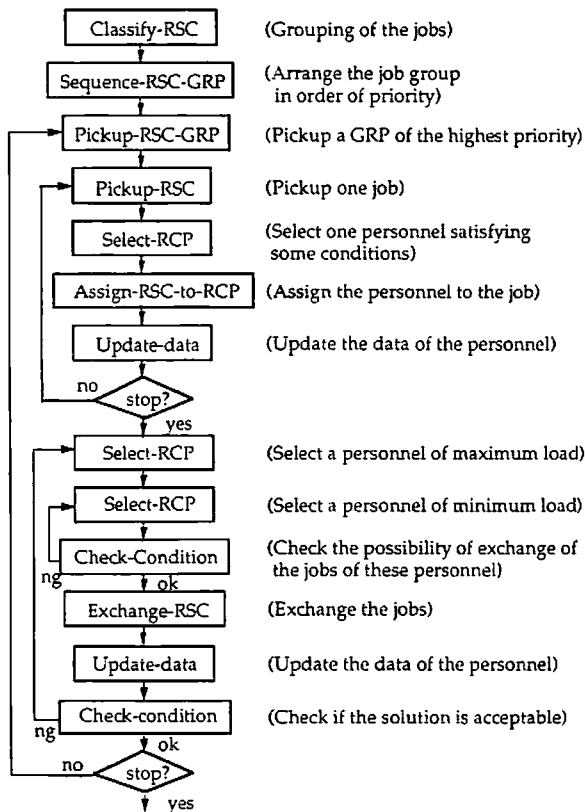 Classify-RSC (Grouping of the jobs)
Sequence-RSC-GRP (Arrange the job group
in order of priority)
Pickup-RSC-GRP (Pickup a GRP of the highest priority)
Pickup-RSC (Pickup one job)
Select-RCP (Select one personnel satisfying
some conditions)
Assign-RSC-to-RCP (Assign the personnel to the job)
Update-data (Update the data of the personnel)
no
stop?
yes
Select-RCP (Select a personnel of maximum load)
Select-RCP (Select a personnel of minimum load)
Check-Condition (Check the possibility of exchange of
the jobs of these personnel)
ng ok
Exchange-RSC (Exchange the jobs)
Update-data (Update the data of the personnel)
Check-condition (Check if the solution is acceptable)
ng ok
no
stop?
yes